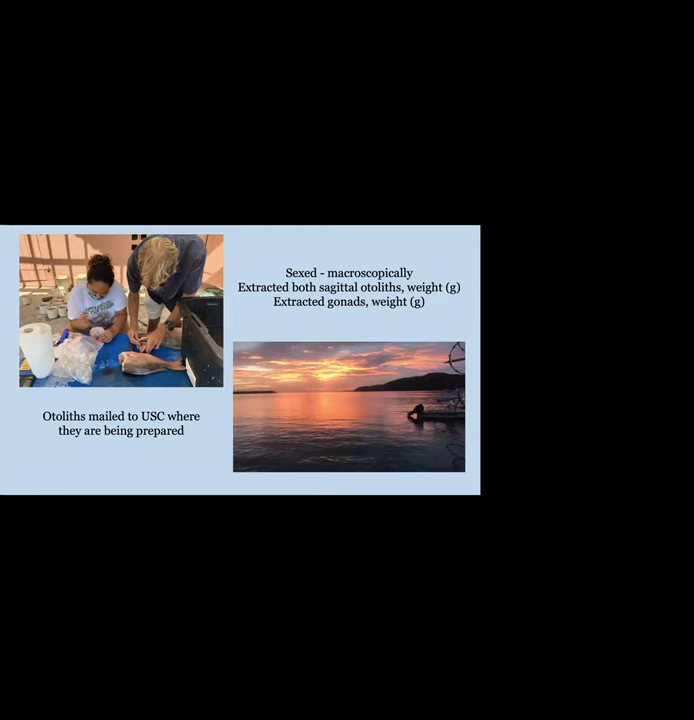 Sexed - macroscopically
Extracted both sagittal otoliths, weight (g)
Extracted gonads, weight (g)
Otoliths mailed to USC where
they are being prepared